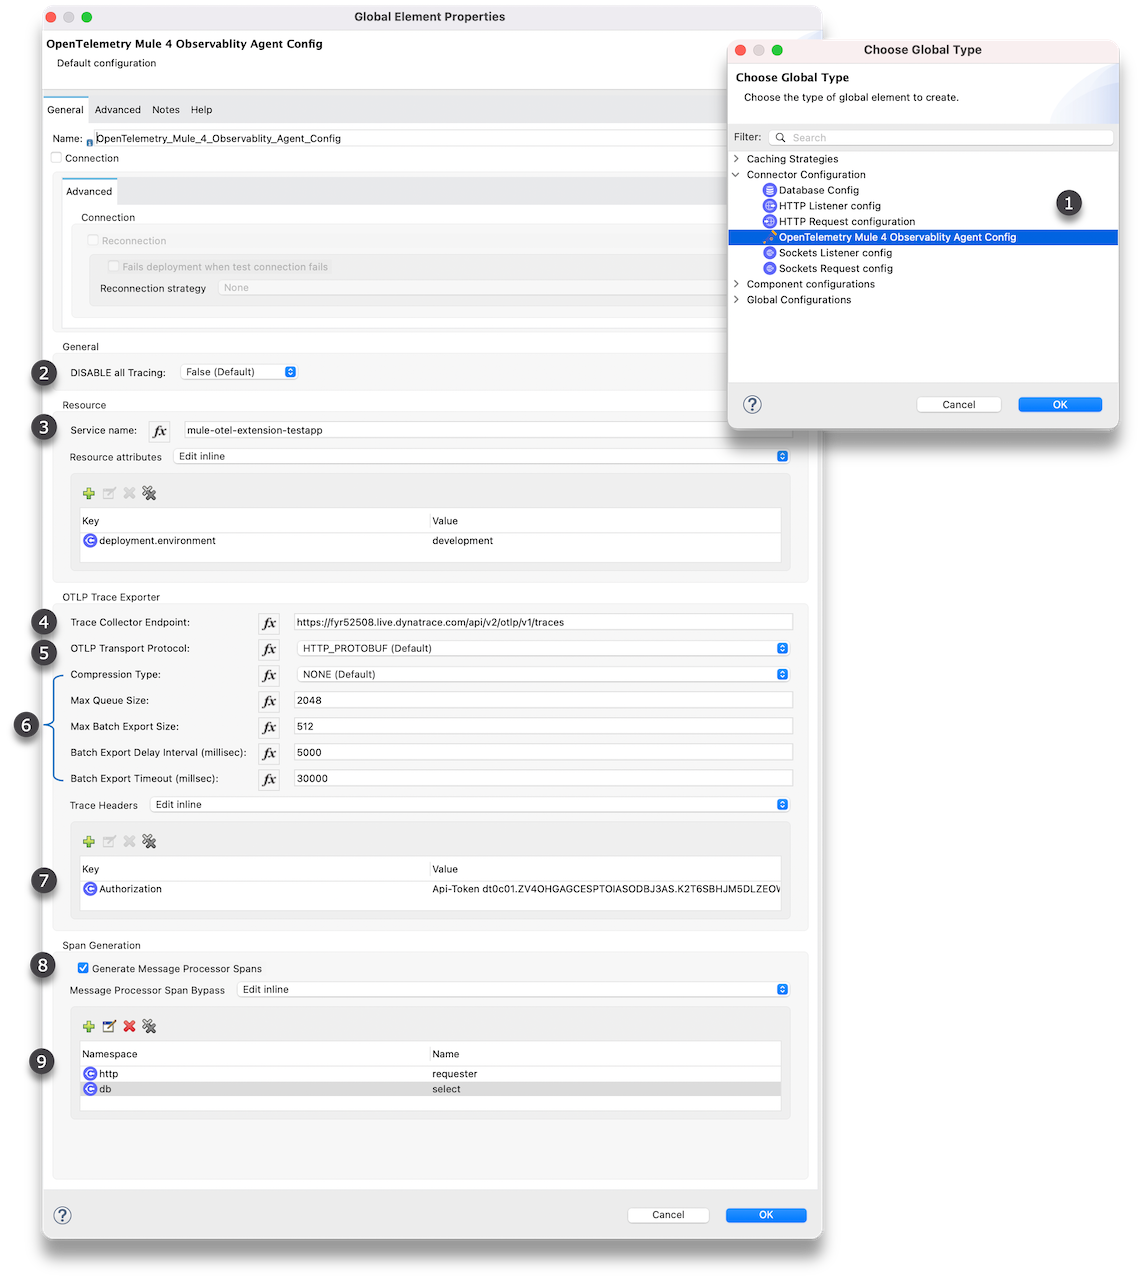 Global Element Properties
OpenTelemetry Mule 4 Observablity Agent Config
Default configuration
General Advanced Notes Help
Name: OpenTelemetry_Mule_4_Observablity_Agent_Config
Connection
Advanced
Connection
Reconnection
Fails deployment when test connection fails
Reconnection strategy None
General
2 DISABLE all Tracing: False (Default)
Resource
3 Service name: fx mule-otel-extension-testapp
Resource attributes Edit inline
Key Value
deployment.environment development
OTLP Trace Exporter
4 Trace Collector Endpoint: fx https://fyr52508.live.dynatrace.com/api/v2/otlp/v1/traces
5 OTLP Transport Protocol: fx HTTP_PROTOBUF (Default)
Compression Type: fx NONE (Default)
Max Queue Size: fx 2048
6 Max Batch Export Size: fx 512
Batch Export Delay Interval (millisec): fx 5000
Batch Export Timeout (millsec): fx 30000
Trace Headers Edit inline
Key Value
7 Authorization Api-Token dt0c01.ZV4OHGAGCESPTOIASODBJ3AS.K2T6SBHJM5DLZEOW
Span Generation
8 Generate Message Processor Spans
Message Processor Span Bypass Edit inline
Namespace Name
9 http requester
db select
? Cancel OK
Choose Global Type
Choose Global Type
Choose the type of global element to create.
Filter: Search
Caching Strategies
Connector Configuration
Database Config
HTTP Listener config 1
HTTP Request configuration
OpenTelemetry Mule 4 Observablity Agent Config
Sockets Listener config
Sockets Request config
Component configurations
Global Configurations
? Cancel OK